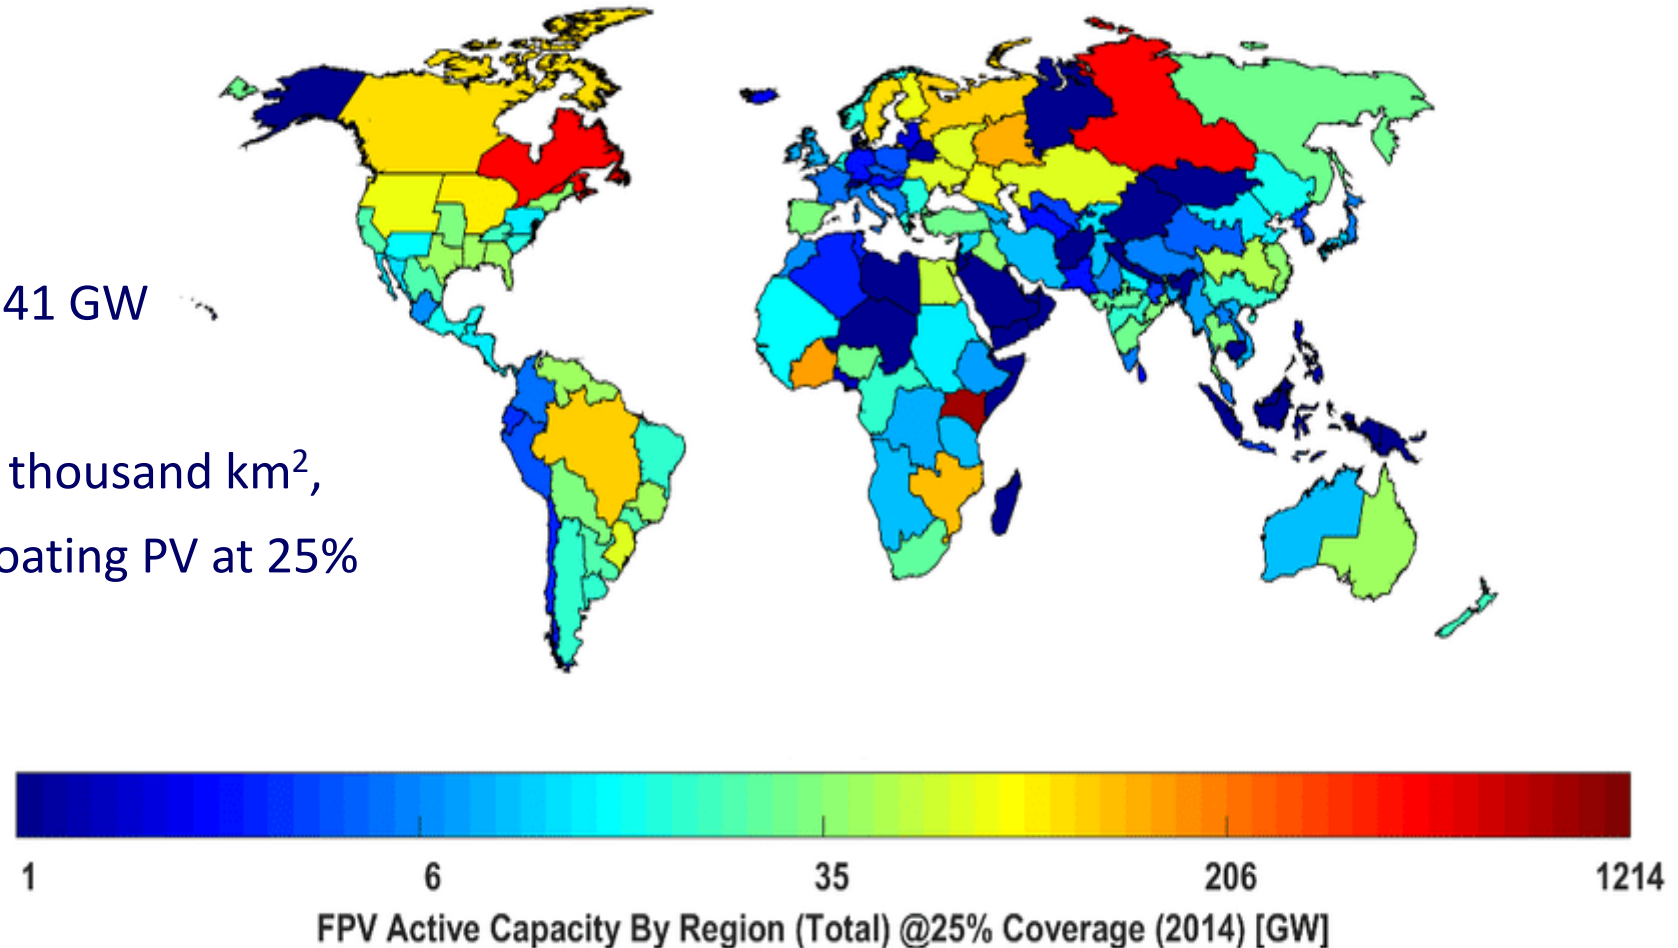 41 GW
thousand km²,
oating PV at 25%
1 6 35 206 1214
FPV Active Capacity By Region (Total) @25% Coverage (2014) [GW]